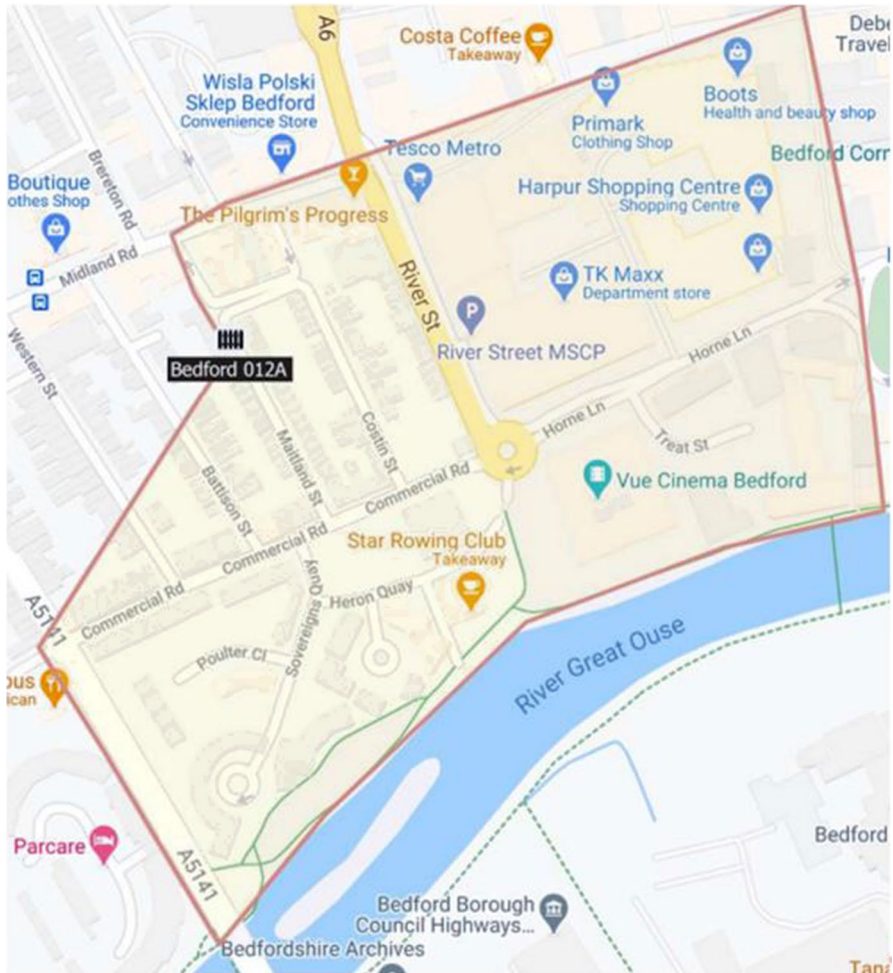 A6
Costa Coffee
Takeaway
Debe
Travel
Wisla Polski
Sklep Bedford
Convenience Store
Boots
Health and beauty shop
Primark
Clothing Shop
Tesco Metro
Bedford Corn
Brereton Rd
Boutique
othes Shop
Harpur Shopping Centre
Shopping Centre
The Pilgrim's Progress
Midland Rd
River St
TK Maxx
Department store
P
River Street MSCP
Western St
Bedford 012A
Horne Ln
Horne Ln
Costin St
Maitland St
Treat St
Battison St
Commercial Rd
Vue Cinema Bedford
Commercial Rd
Star Rowing Club
Takeaway
Commercial Rd
Sovereigns Quay
Heron Quay
A5141
Poulter Cl
River Great Ouse
ous
ican
Parcare
A5141
Bedford
Bedford Borough
Council Highways...
Bedfordshire Archives
Tana